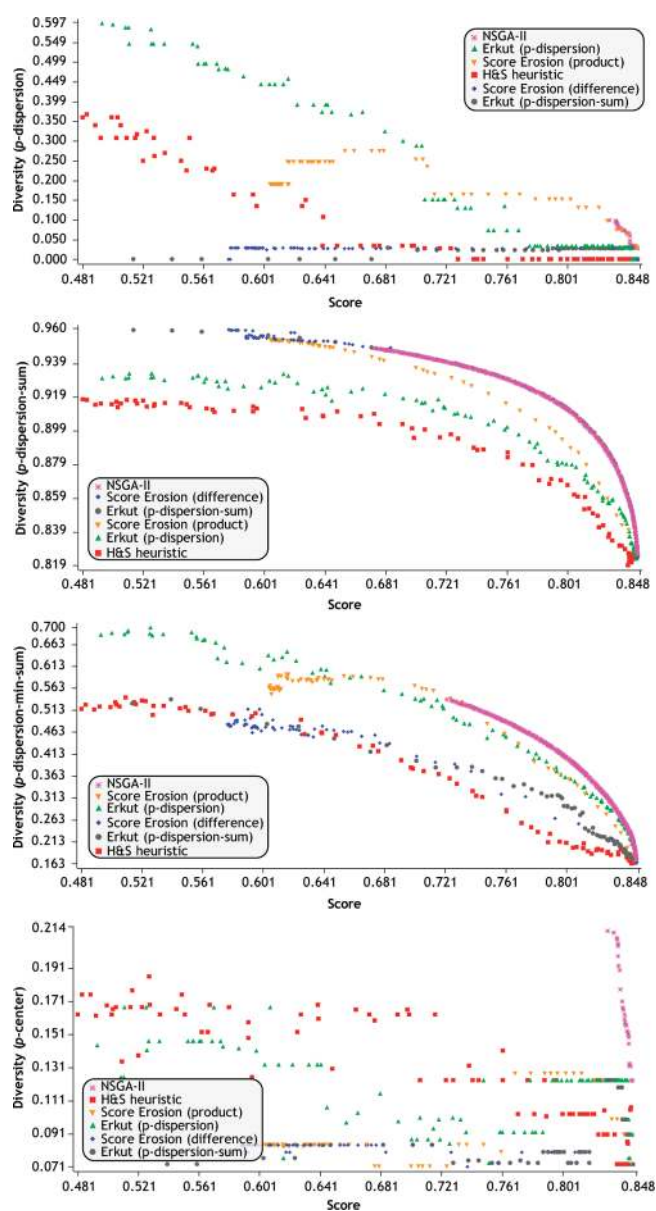 Diversity (p-dispersion)
0.597
0.549
0.499
0.449
0.399
0.350
0.300
0.250
0.200
0.150
0.100
0.050
0.000
NSGA-II
Erkut (p-dispersion)
Score Erosion (product)
H&S heuristic
Score Erosion (difference)
Erkut (p-dispersion-sum)
0.481 0.521 0.561 0.601 0.641 0.681 0.721 0.761 0.801 0.848
Score
Diversity (p-dispersion-sum)
0.960
0.939
0.919
0.899
0.879
0.859
0.839
0.819
NSGA-II
Score Erosion (difference)
Erkut (p-dispersion-sum)
Score Erosion (product)
Erkut (p-dispersion)
H&S heuristic
0.481 0.521 0.561 0.601 0.641 0.681 0.721 0.761 0.801 0.848
Score
Diversity (p-dispersion-min-sum)
0.700
0.663
0.613
0.563
0.513
0.463
0.413
0.363
0.313
0.263
0.213
0.163
NSGA-II
Score Erosion (product)
Erkut (p-dispersion)
Score Erosion (difference)
Erkut (p-dispersion-sum)
H&S heuristic
0.481 0.521 0.561 0.601 0.641 0.681 0.721 0.761 0.801 0.848
Score
Diversity (p-center)
0.214
0.191
0.171
0.151
0.131
0.111
0.091
0.071
NSGA-II
H&S heuristic
Score Erosion (product)
Erkut (p-dispersion)
Score Erosion (difference)
Erkut (p-dispersion-sum)
0.481 0.521 0.561 0.601 0.641 0.681 0.721 0.761 0.801 0.848
Score